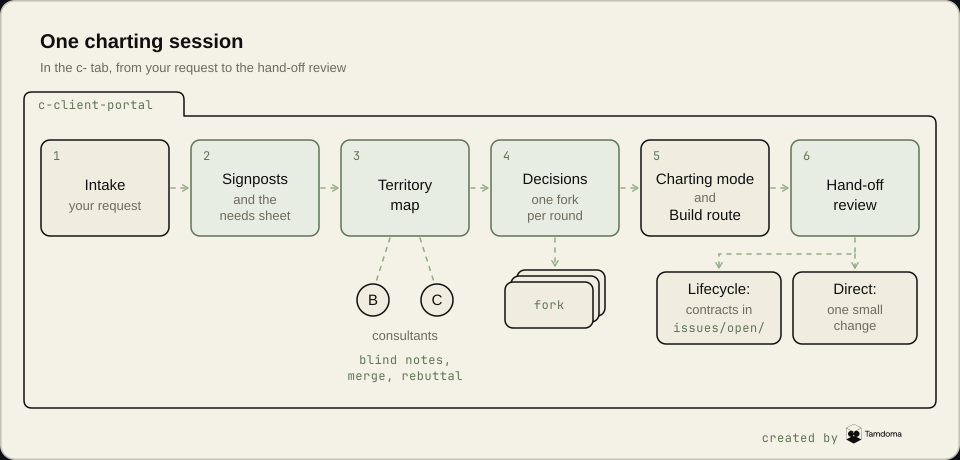 One charting session
In the c- tab, from your request to the hand-off review
c-client-portal
1
Intake
your request
2
Signposts
and the
needs sheet
3
Territory
map
4
Decisions
one fork
per round
5
Charting mode
and
Build route
6
Hand-off
review
B
C
consultants
blind notes,
merge, rebuttal
fork
Lifecycle:
contracts in
issues/open/
Direct:
one small
change
created by Tamdoma